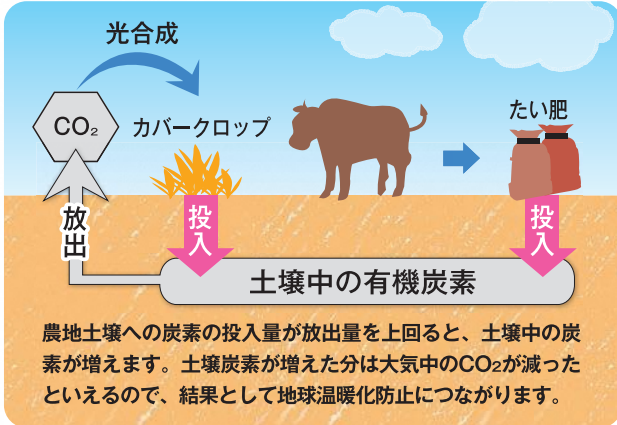 光合成
CO₂
カバークロップ
たい肥
放出
投入
投入
土壌中の有機炭素
農地土壌への炭素の投入量が放出量を上回ると、土壌中の炭
素が増えます。土壌炭素が増えた分は大気中のCO₂が減った
といえるので、結果として地球温暖化防止につながります。